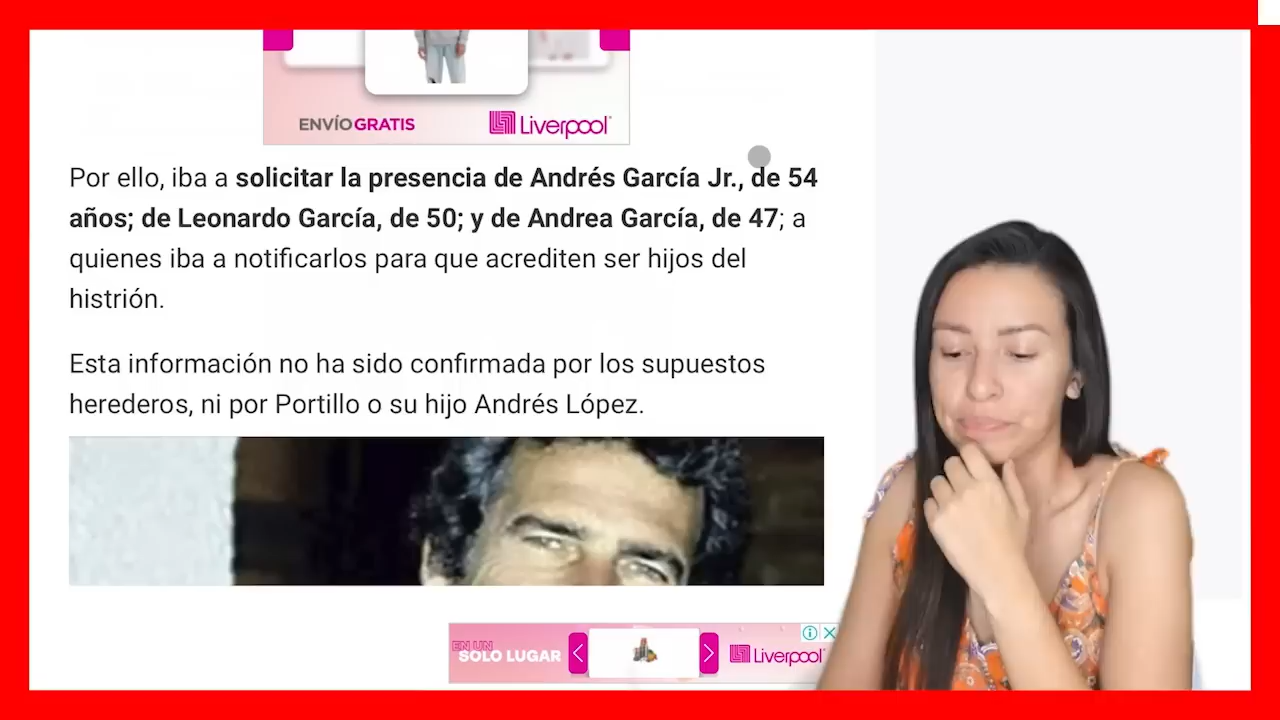 ENVÍOGRATIS Liverpool
Por ello, iba a solicitar la presencia de Andrés García Jr., de 54
años; de Leonardo García, de 50; y de Andrea García, de 47; a
quienes iba a notificarlos para que acrediten ser hijos del
histrión.
Esta información no ha sido confirmada por los supuestos
herederos, ni por Portillo o su hijo Andrés López.
EN UN
SOLO LUGAR
Liverpool